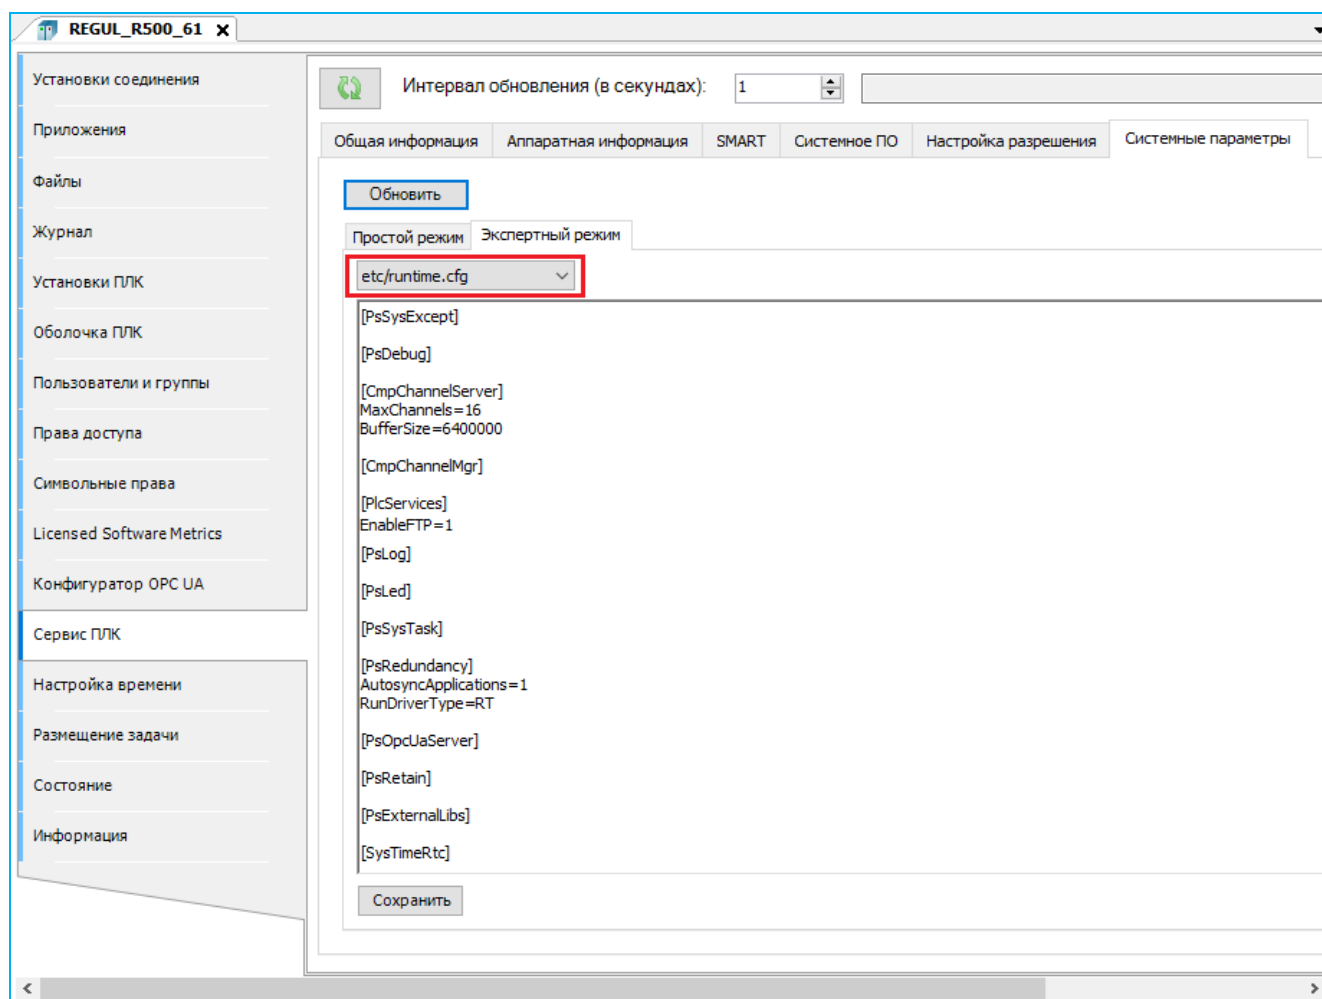 REGUL_R500_61
Установки соединения
Приложения
Файлы
Журнал
Установки ПЛК
Оболочка ПЛК
Пользователи и группы
Права доступа
Символьные права
Licensed Software Metrics
Конфигуратор OPC UA
Сервис ПЛК
Настройка времени
Размещение задачи
Состояние
Информация
Интервал обновления (в секундах): 1
Общая информация Аппаратная информация SMART Системное ПО Настройка разрешения Системные параметры
Обновить
Простой режим Экспертный режим
etc/runtime.cfg
[PsSysExcept]
[PsDebug]
[CmpChannelServer]
MaxChannels=16
BufferSize=6400000
[CmpChannelMgr]
[PlcServices]
EnableFTP=1
[PsLog]
[PsLed]
[PsSysTask]
[PsRedundancy]
AutosyncApplications=1
RunDriverType=RT
[PsOpcUaServer]
[PsRetain]
[PsExternalLibs]
[SysTimeRtc]
Сохранить